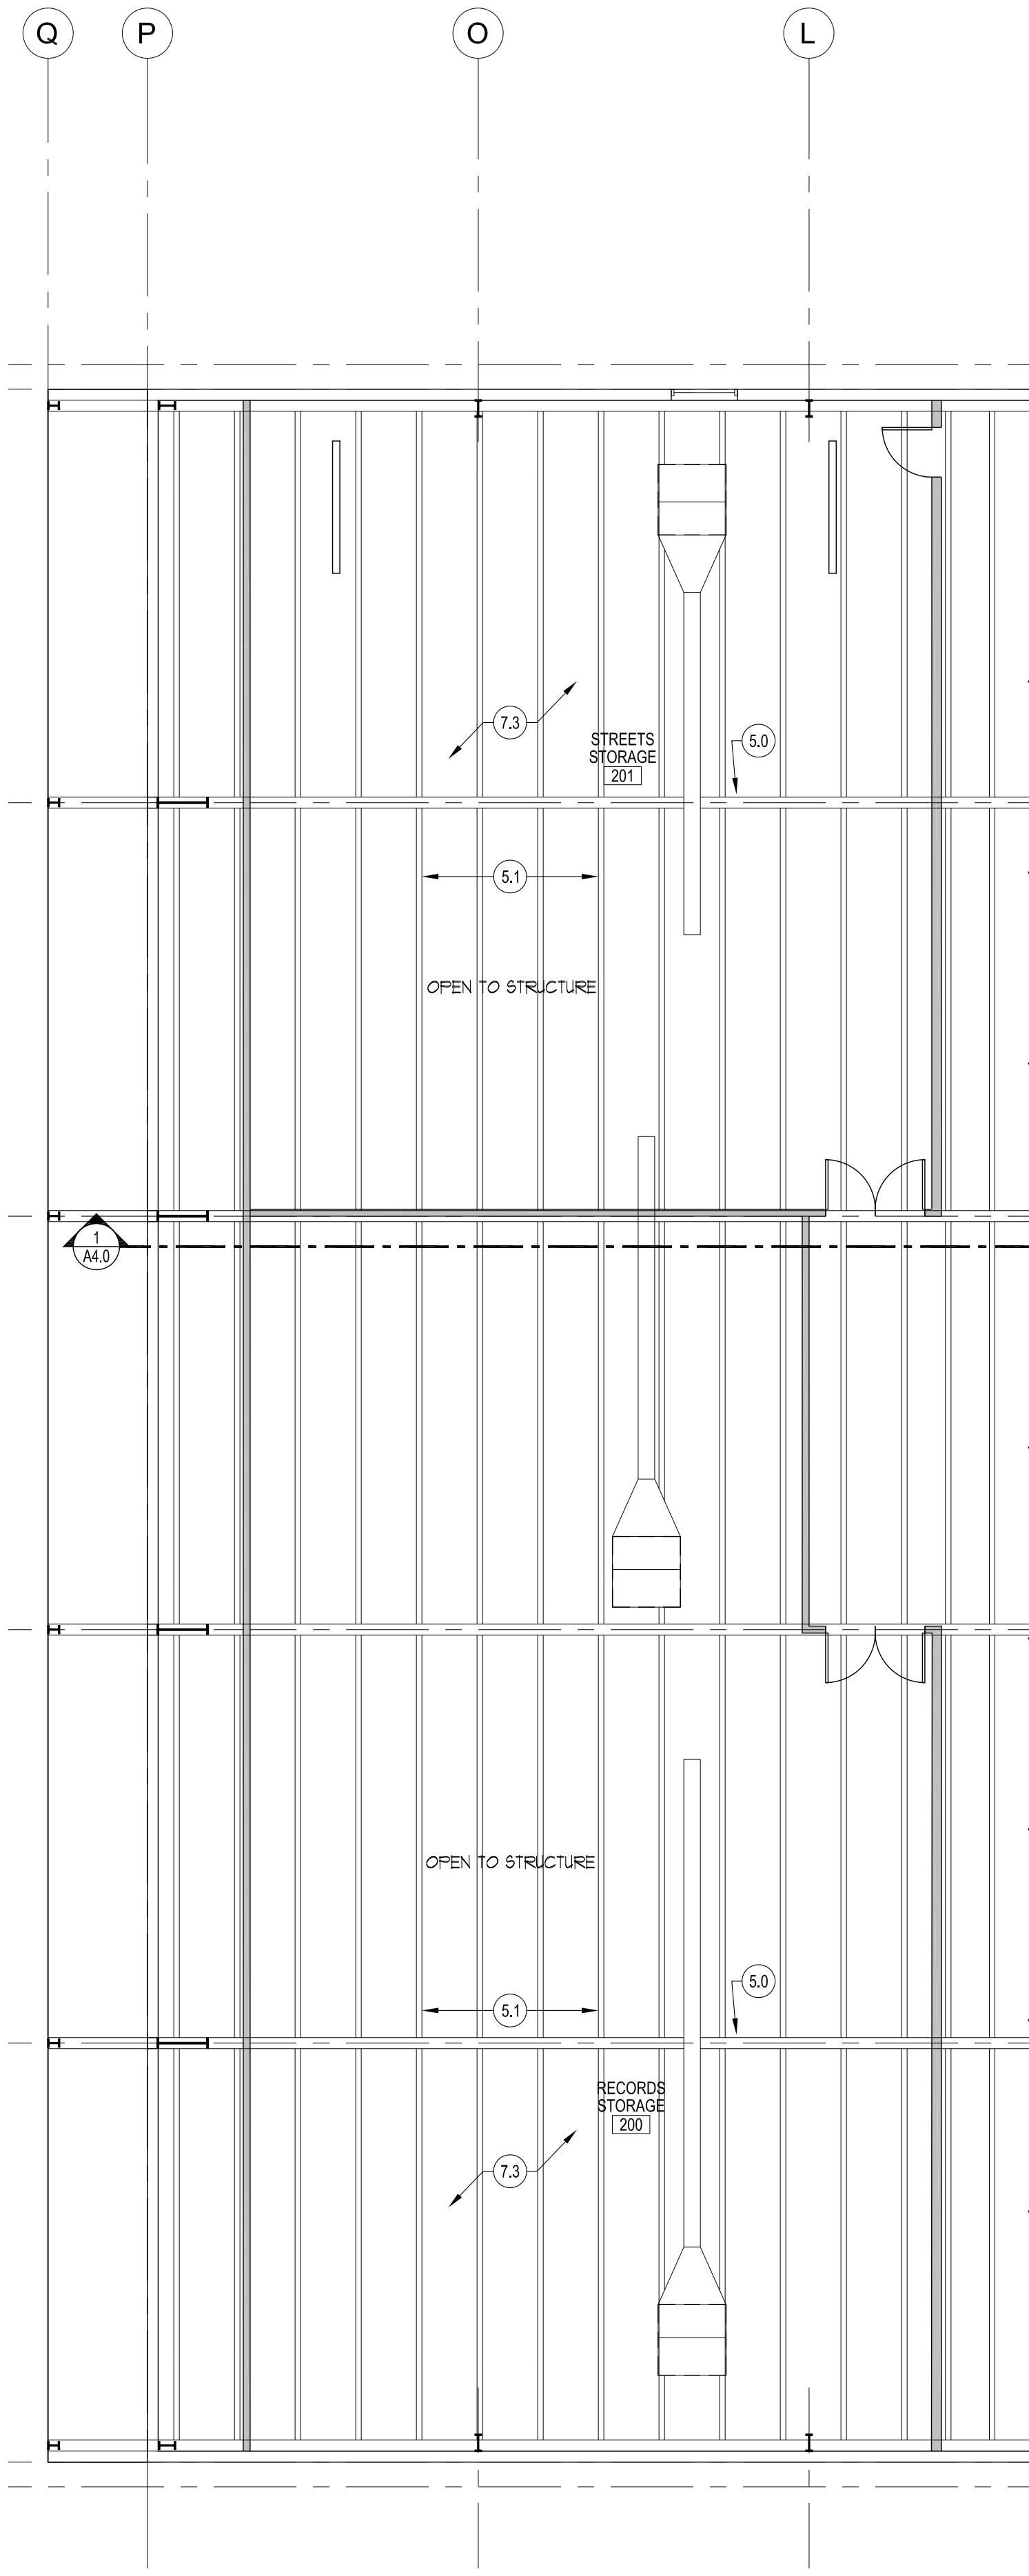 Q P O L
7.3
STREETS
STORAGE
201
5.0
5.1
OPEN TO STRUCTURE
1
A4.0
OPEN TO STRUCTURE
5.0
5.1
RECORDS
STORAGE
200
7.3